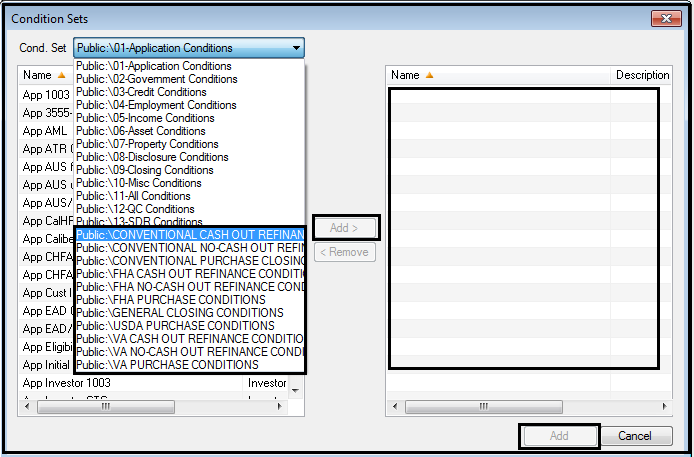 Condition Sets
Cond. Set Public:\01-Application Conditions
Public:\01-Application Conditions
Public:\02-Government Conditions
Public:\03-Credit Conditions
Public:\04-Employment Conditions
Public:\05-Income Conditions
Public:\06-Asset Conditions
Public:\07-Property Conditions
Public:\08-Disclosure Conditions
Public:\09-Closing Conditions
Public:\10-Misc Conditions
Public:\11-All Conditions
Public:\12-QC Conditions
Public:\13-SDR Conditions
Public:\CONVENTIONAL CASH OUT REFINAN
Public:\CONVENTIONAL NO-CASH OUT REFIN
Public:\CONVENTIONAL PURCHASE CLOSING
Public:\FHA CASH OUT REFINANCE CONDITI
Public:\FHA NO-CASH OUT REFINANCE COND
Public:\FHA PURCHASE CONDITIONS
Public:\GENERAL CLOSING CONDITIONS
Public:\USDA PURCHASE CONDITIONS
Public:\VA CASH OUT REFINANCE CONDITIO
Public:\VA NO-CASH OUT REFINANCE CONDI
Public:\VA PURCHASE CONDITIONS
Name
App 1003
App 3555-
App AML
App ATR
App AUS
App AUS
App AUS/
App CalHF
App Calibe
App CHFA
App CHFA
App Cust I
App EAD
App EAD/
App Eligibi
App Initial
App Investor 1003 Investor
Add >
< Remove
Name Description
Add Cancel